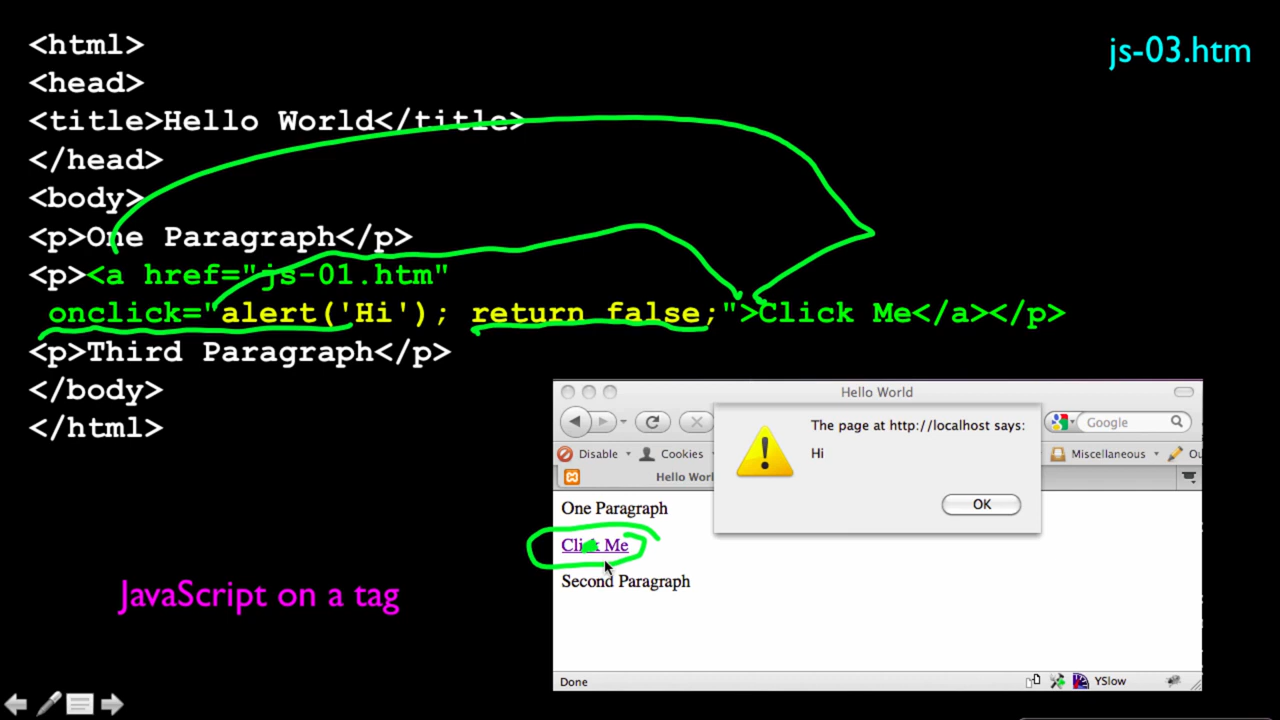 js-03.htm
<html>
<head>
<title>Hello World</title>
</head>
<body>
<p>One Paragraph</p>
<p><a href="js-01.htm"
onclick="alert('Hi'); return false;">Click Me</a></p>
<p>Third Paragraph</p>
</body>
</html>
JavaScript on a tag
Hello World
The page at http://localhost says:
Hi
OK
Google
Disable Cookies Miscellaneous
One Paragraph
Click Me
Second Paragraph
Done YSlow